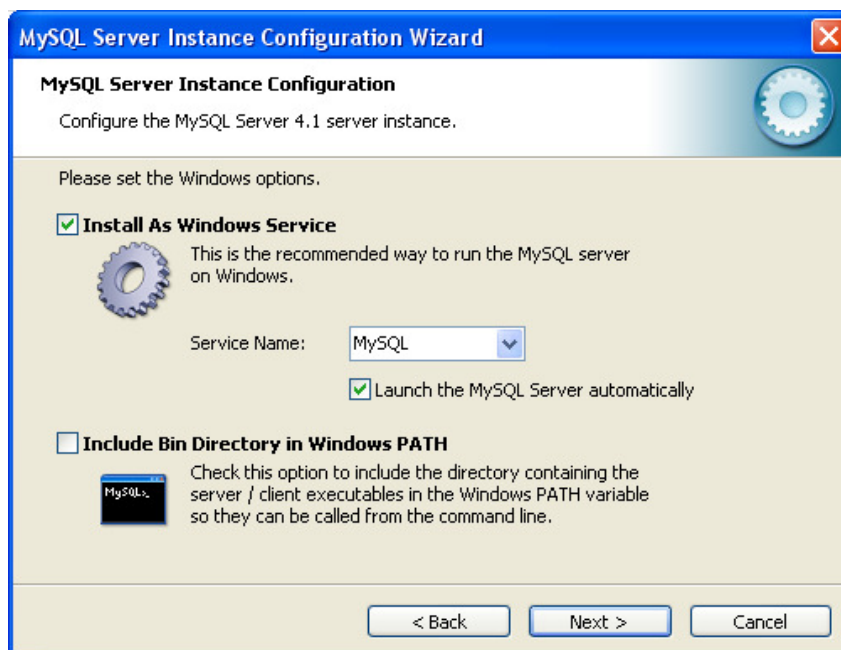 MySQL Server Instance Configuration Wizard
MySQL Server Instance Configuration
Configure the MySQL Server 4.1 server instance.
Please set the Windows options.
Install As Windows Service
This is the recommended way to run the MySQL server
on Windows.
Service Name: MySQL
Launch the MySQL Server automatically
Include Bin Directory in Windows PATH
MySQL>_
Check this option to include the directory containing the
server / client executables in the Windows PATH variable
so they can be called from the command line.
< Back Next > Cancel